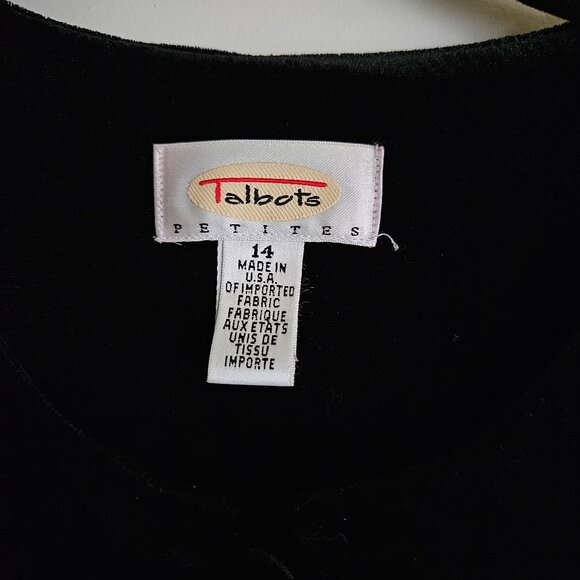 Talbots
PETITES
14
MADE IN
U.S.A.
OF IMPORTED
FABRIC
FABRIQUE
AUX ETATS
UNIS DE
TISSU
IMPORTE